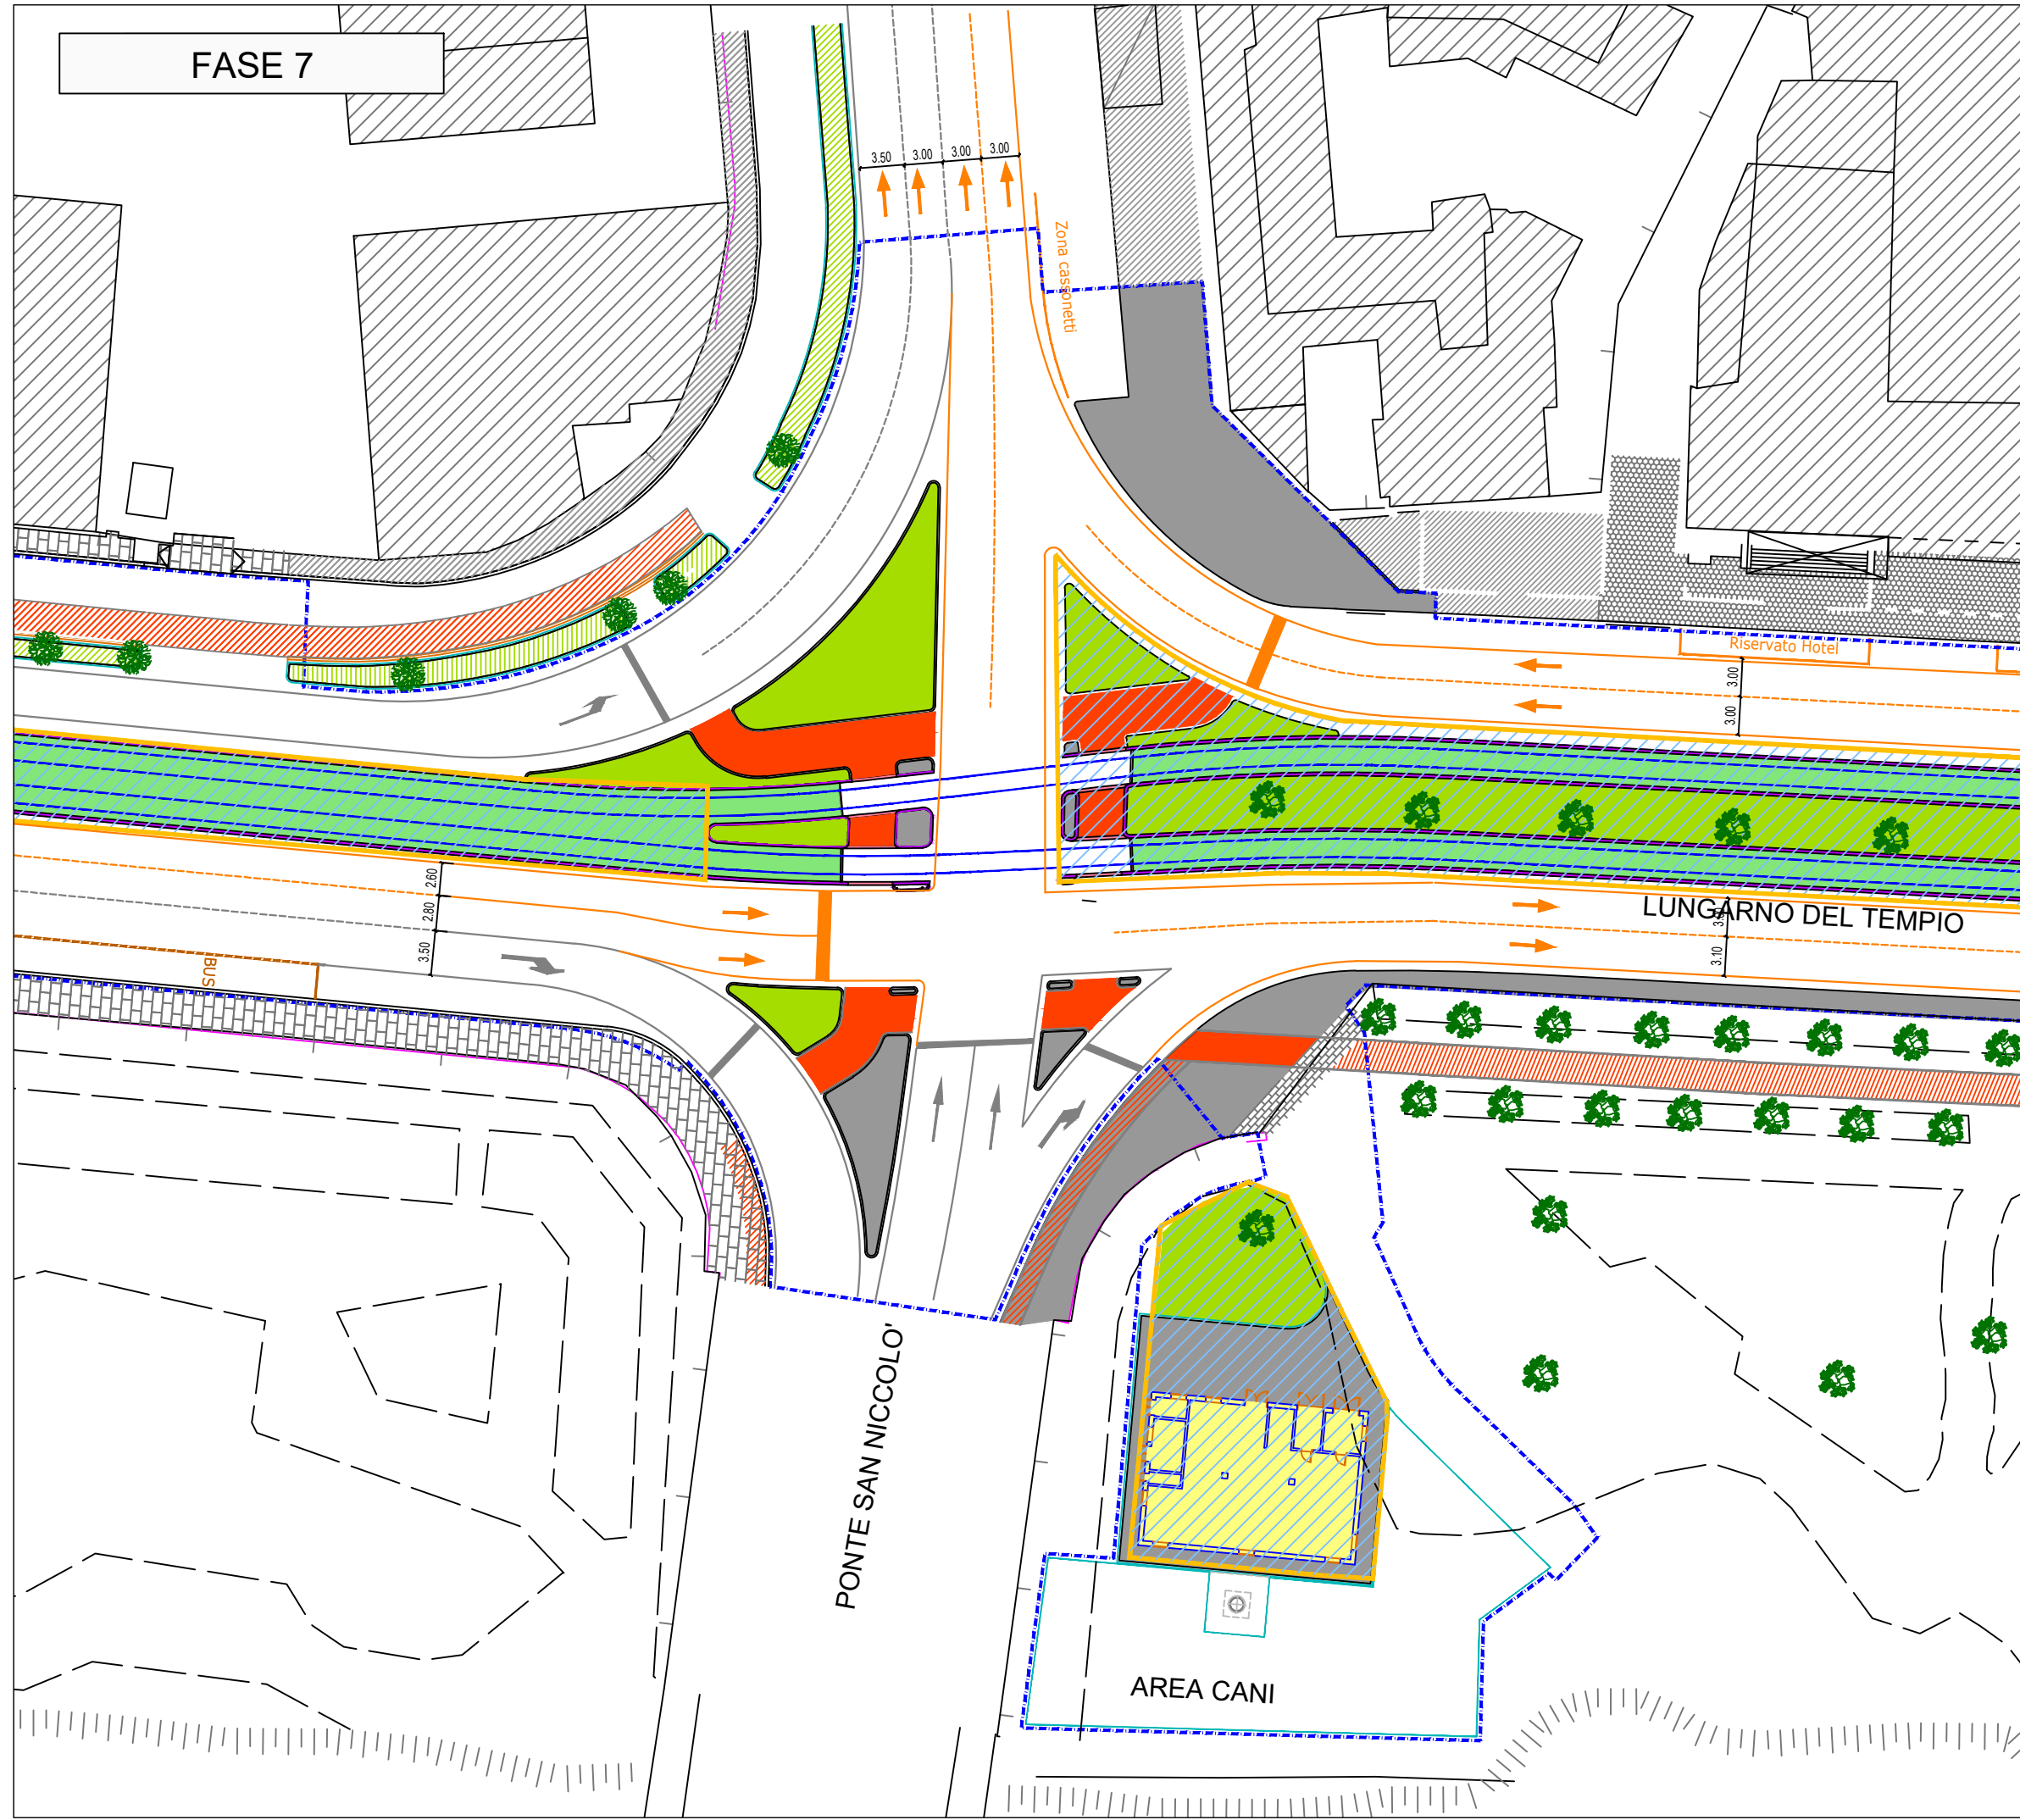 FASE 7
3.50
3.00
3.00
3.00
Zona cassonetti
Riservato Hotel
3.00
3.00
2.60
2.80
3.50
LUNGARNO DEL TEMPIO
3.10
BUS
PONTE SAN NICCOLO'
AREA CANI